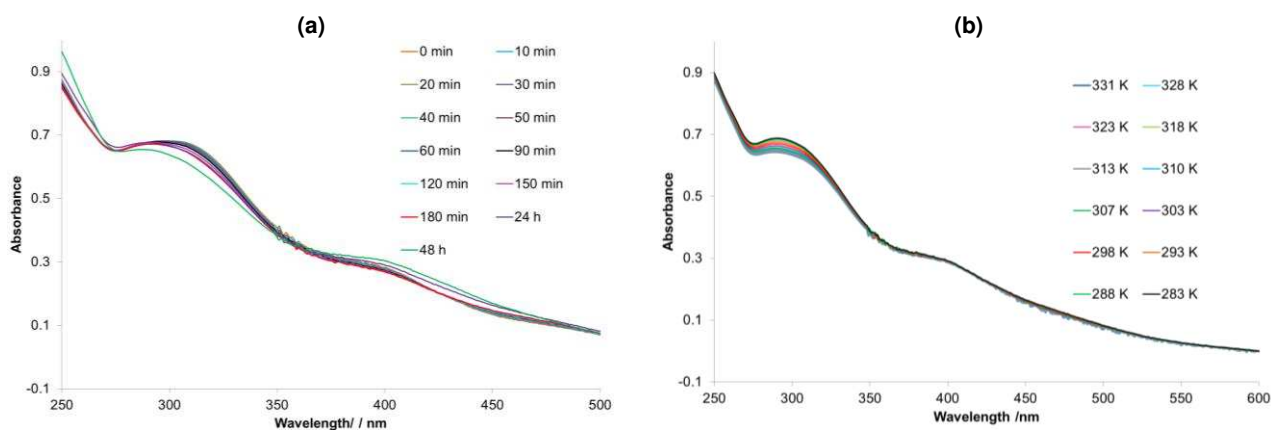 (a)
0 min 10 min
20 min 30 min
40 min 50 min
60 min 90 min
120 min 150 min
180 min 24 h
48 h
0.9
0.7
0.5
0.3
0.1
-0.1
Absorbance
250 300 350 400 450 500
Wavelength/ / nm
(b)
331 K 328 K
323 K 318 K
313 K 310 K
307 K 303 K
298 K 293 K
288 K 283 K
0.9
0.7
0.5
0.3
0.1
-0.1
Absorbance
250 300 350 400 450 500 550 600
Wavelength /nm